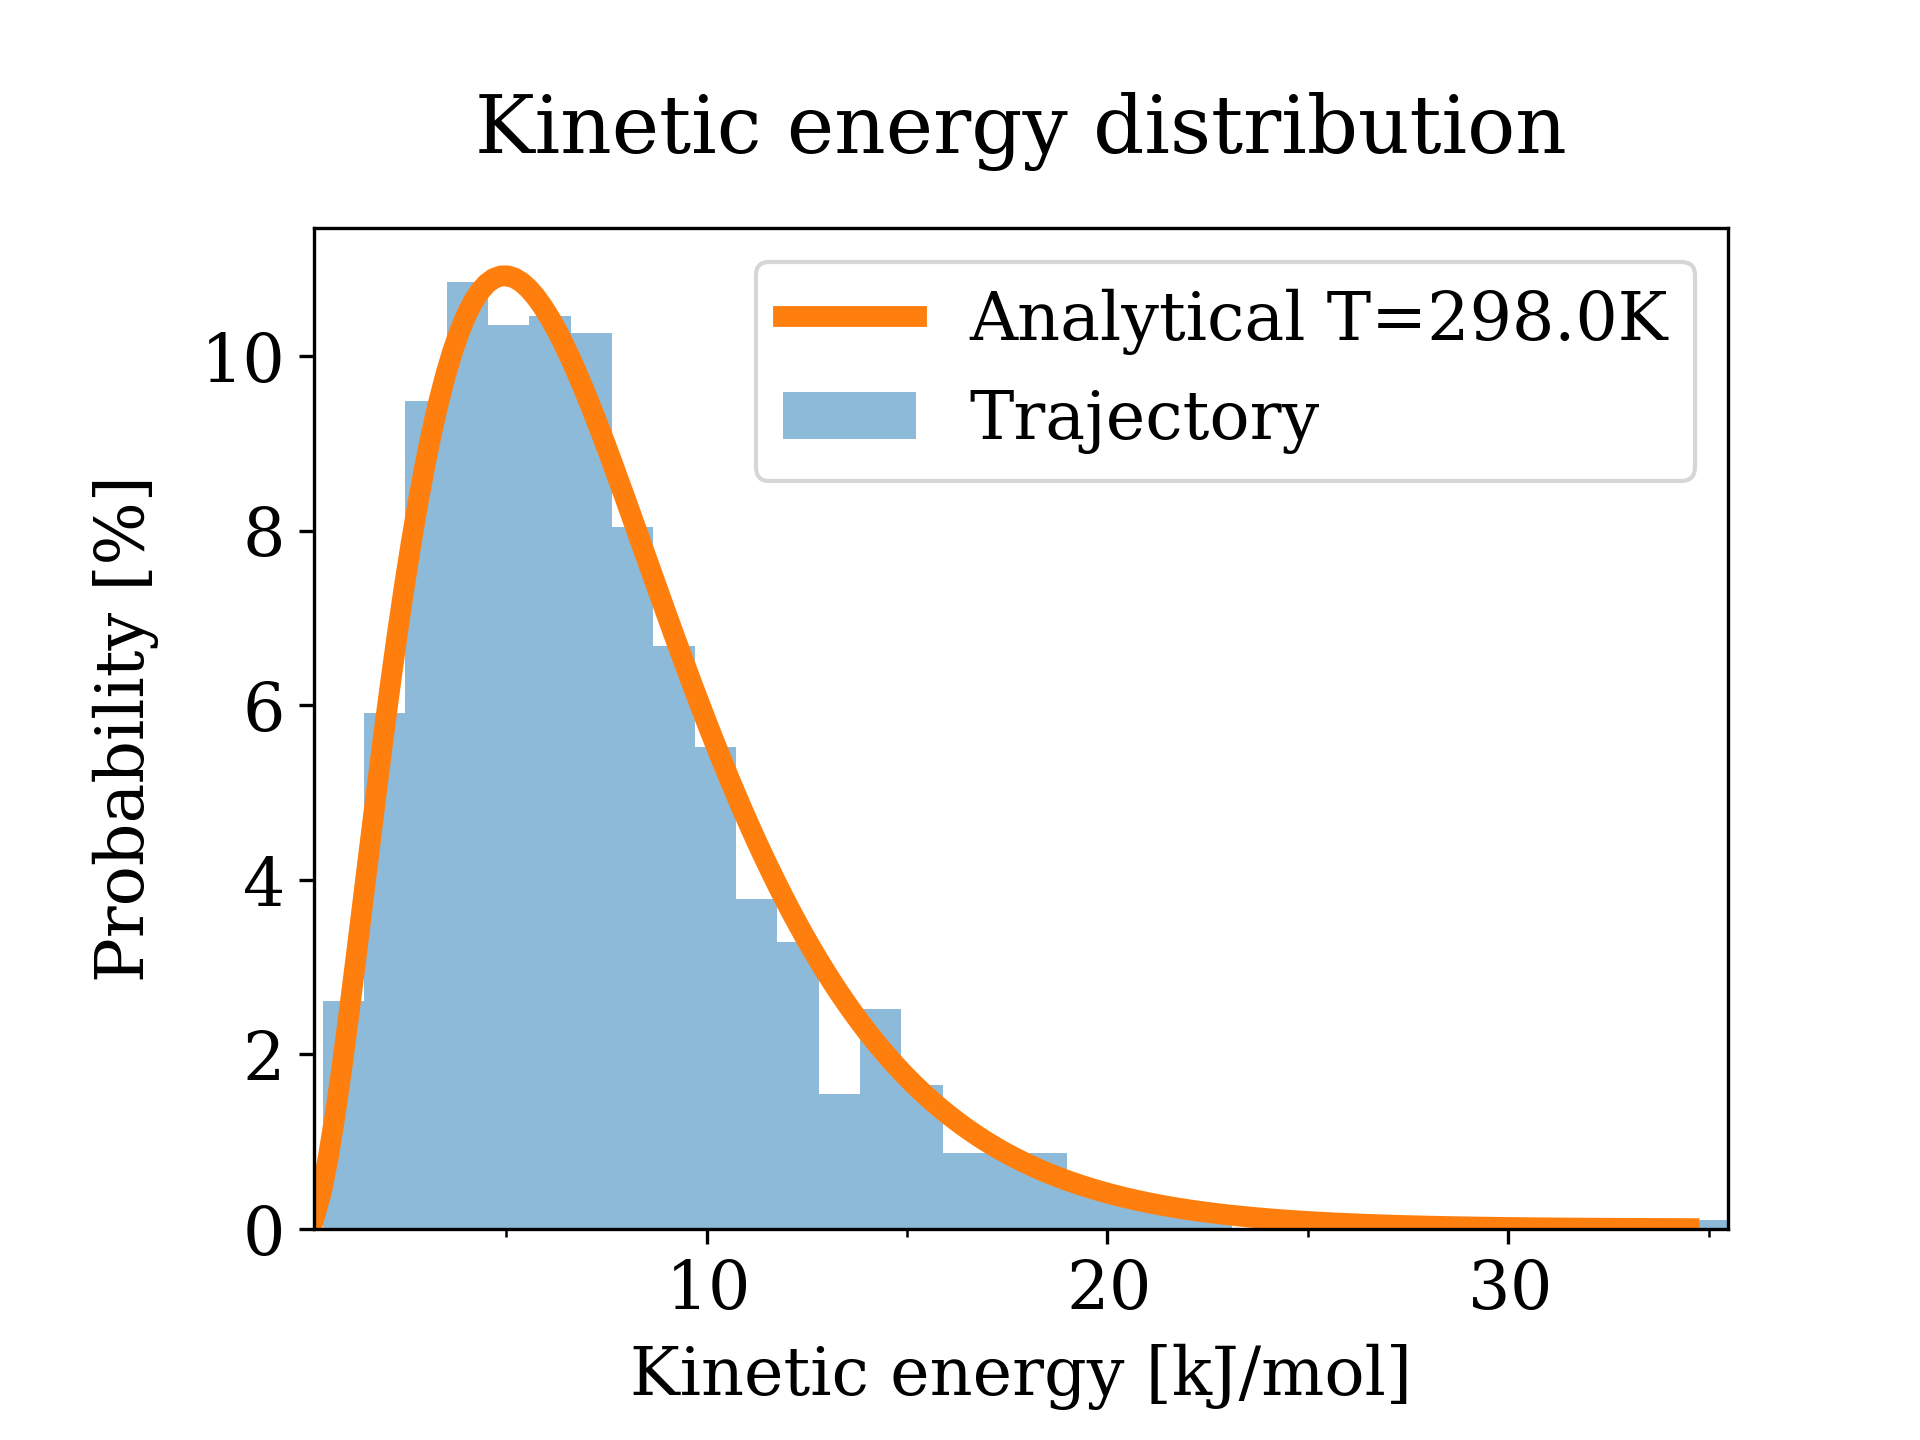 Kinetic energy distribution
Analytical T=298.0K
Trajectory
Probability [%]
10
8
6
4
2
0
10 20 30
Kinetic energy [kJ/mol]